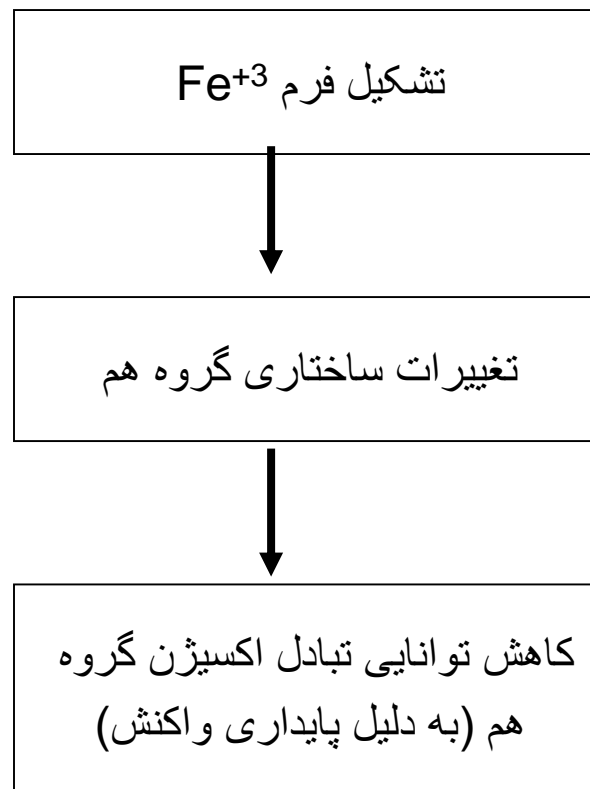 تشکیل فرم Fe+3
تغییرات ساختاری گروه هم
کاهش توانایی تبادل اکسیژن گروه
هم (به دلیل پایداری واکنش)